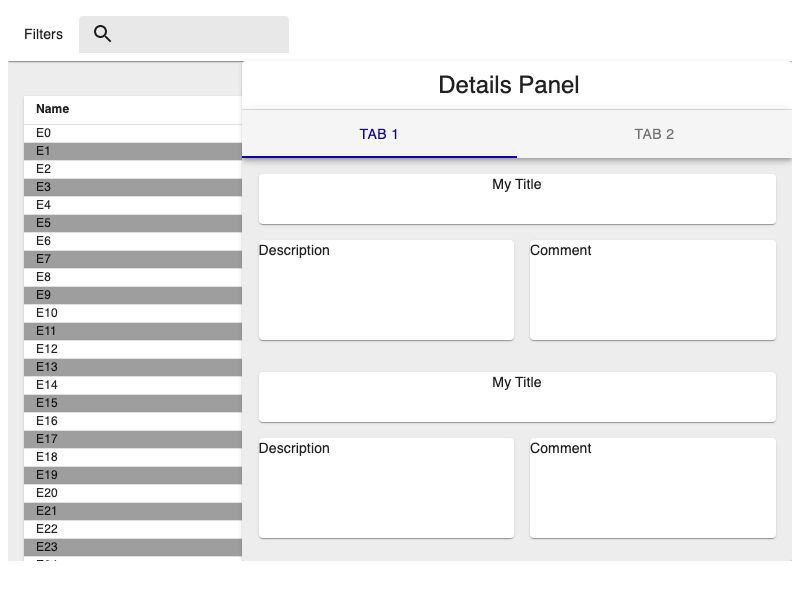 Filters
Details Panel
Name
TAB 1
TAB 2
E0
E1
E2
E3
E4
E5
E6
E7
E8
E9
E10
E11
E12
E13
E14
E15
E16
E17
E18
E19
E20
E21
E22
E23
My Title
Description
Comment
My Title
Description
Comment